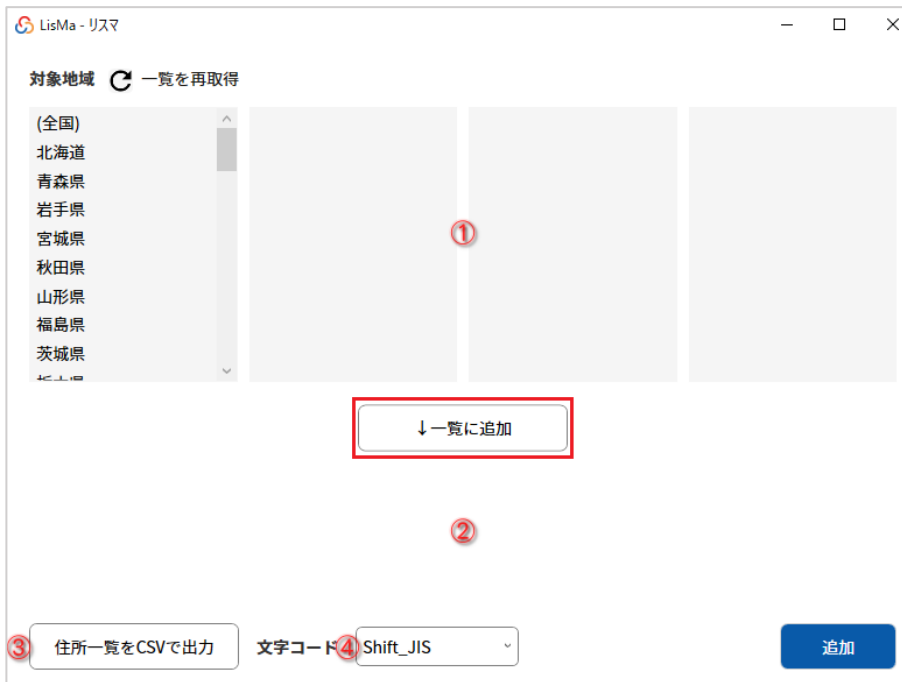 LisMa - リスマ
対象地域 一覧を再取得
(全国)
北海道
青森県
岩手県
宮城県
秋田県
山形県
福島県
茨城県
①
↓一覧に追加
②
③ 住所一覧をCSVで出力 文字コード ④ Shift_JIS 追加